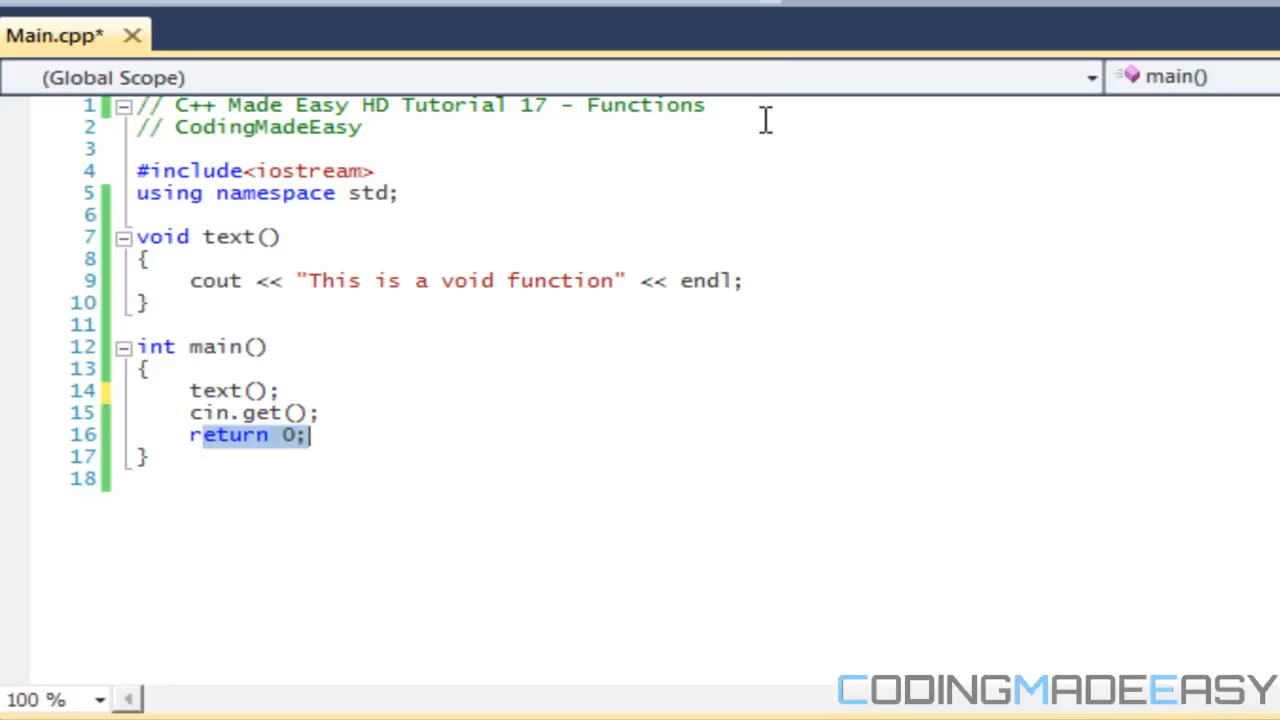 Main.cpp*
(Global Scope)
main()
1 // C++ Made Easy HD Tutorial 17 - Functions
2 // CodingMadeEasy
3
4 #include<iostream>
5 using namespace std;
6
7 void text()
8 {
9     cout << "This is a void function" << endl;
10 }
11
12 int main()
13 {
14     text();
15     cin.get();
16     return 0;
17 }
18
100 %
CODINGMADEEASY